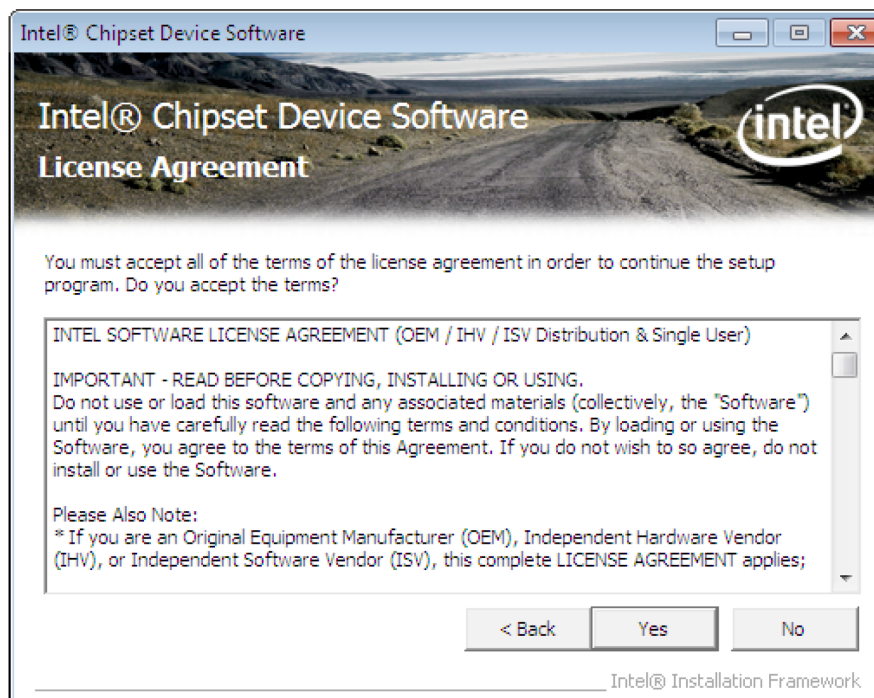 Intel® Chipset Device Software
Intel® Chipset Device Software
intel®
License Agreement
You must accept all of the terms of the license agreement in order to continue the setup
program. Do you accept the terms?
INTEL SOFTWARE LICENSE AGREEMENT (OEM / IHV / ISV Distribution & Single User)
IMPORTANT - READ BEFORE COPYING, INSTALLING OR USING.
Do not use or load this software and any associated materials (collectively, the "Software")
until you have carefully read the following terms and conditions. By loading or using the
Software, you agree to the terms of this Agreement. If you do not wish to so agree, do not
install or use the Software.
Please Also Note:
* If you are an Original Equipment Manufacturer (OEM), Independent Hardware Vendor
(IHV), or Independent Software Vendor (ISV), this complete LICENSE AGREEMENT applies;
< Back Yes No
Intel® Installation Framework